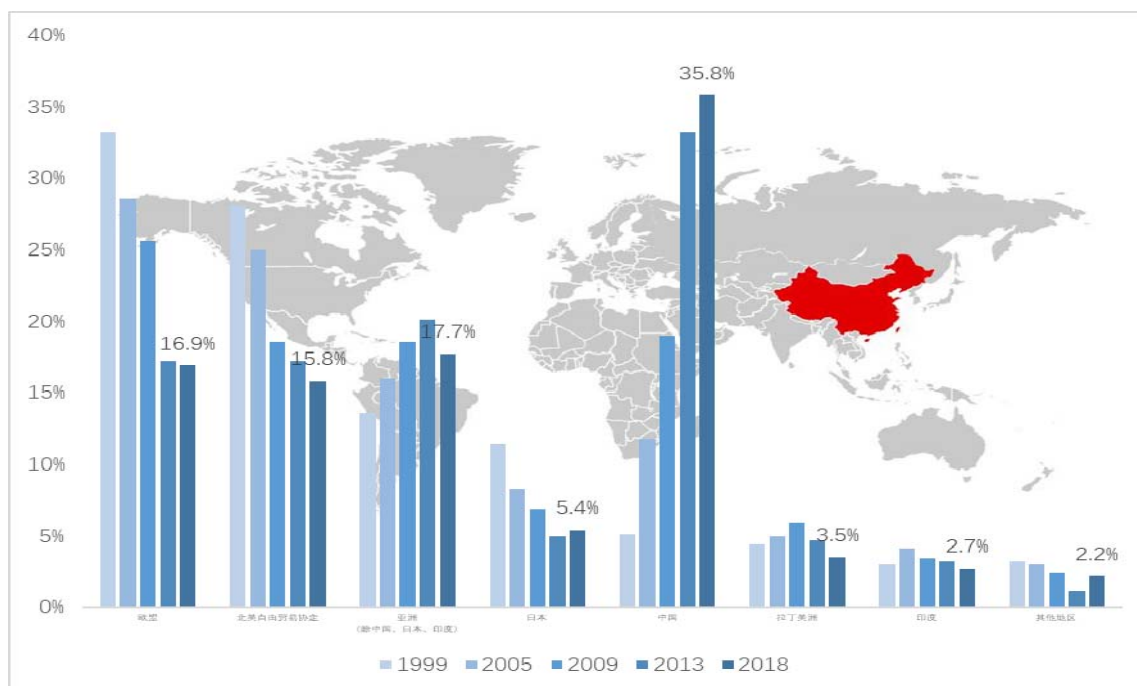 40%
35%
30%
25%
20%
15%
10%
5%
0%
16.9%
15.8%
17.7%
5.4%
35.8%
3.5%
2.7%
2.2%
欧盟
北美自由贸易协定
亚洲
(除中国、日本、印度)
日本
中国
拉丁美洲
印度
其他地区
1999 2005 2009 2013 2018